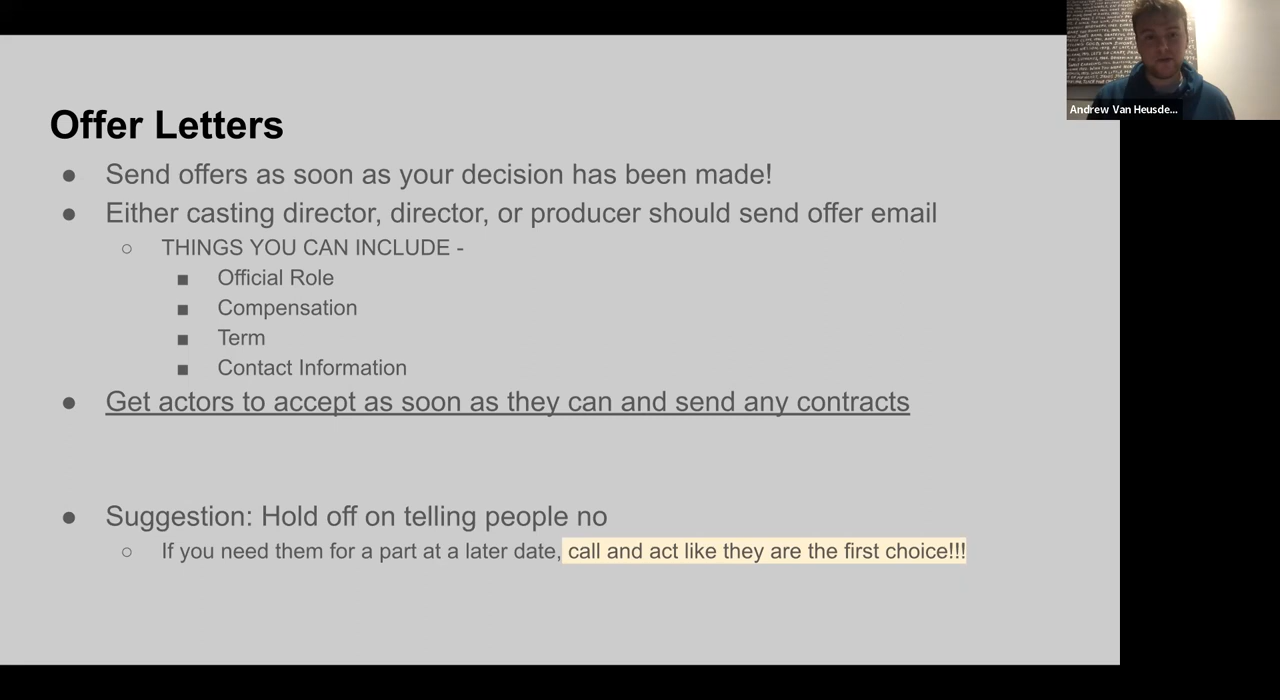 Offer Letters
● Send offers as soon as your decision has been made!
● Either casting director, director, or producer should send offer email
○ THINGS YOU CAN INCLUDE -
■ Official Role
■ Compensation
■ Term
■ Contact Information
● Get actors to accept as soon as they can and send any contracts
● Suggestion: Hold off on telling people no
○ If you need them for a part at a later date, call and act like they are the first choice!!!
Andrew Van Heusde...